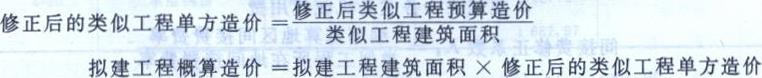 修正后的类似工程单方造价 = 修正后类似工程预算造价
类似工程建筑面积
拟建工程概算造价 = 拟建工程建筑面积 × 修正后的类似工程单方造价